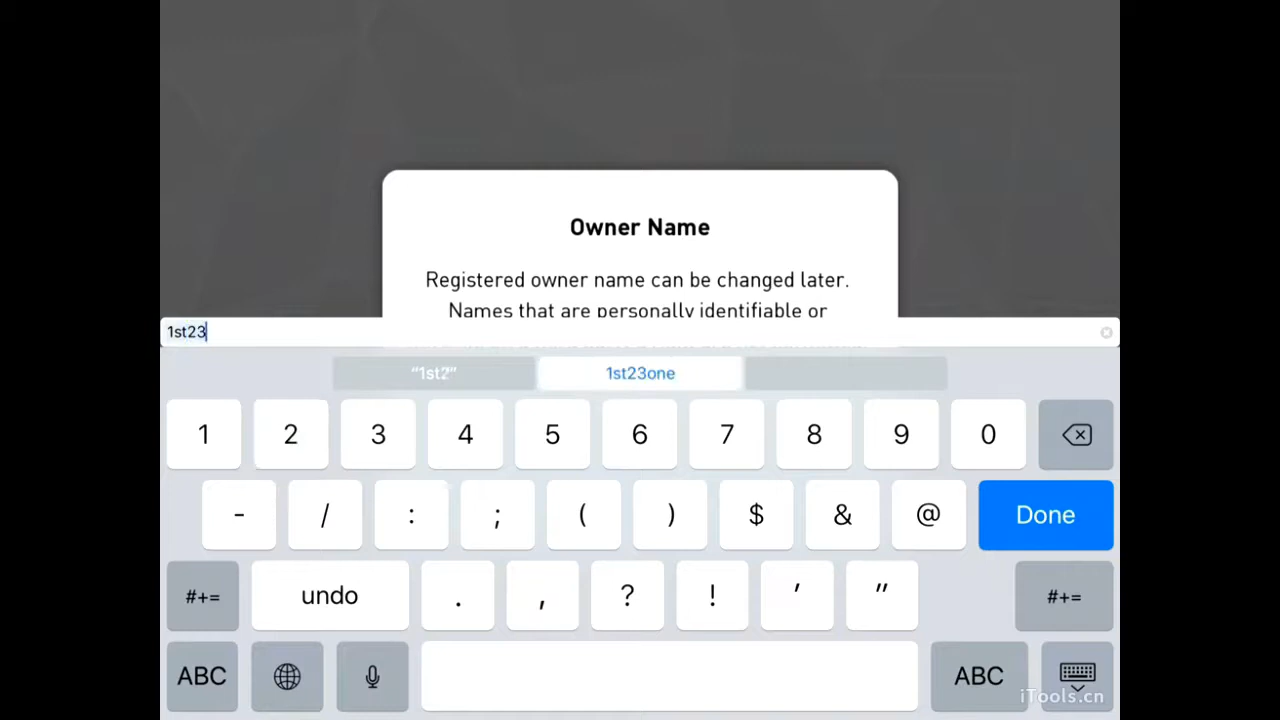 Owner Name
Registered owner name can be changed later.
Names that are personally identifiable or
1st23
“1st2” 1st23one
1 2 3 4 5 6 7 8 9 0
- / : ; ( ) $ & @ Done
#+= undo . , ? ! ' " #+=
ABC ABC
iTools.cn